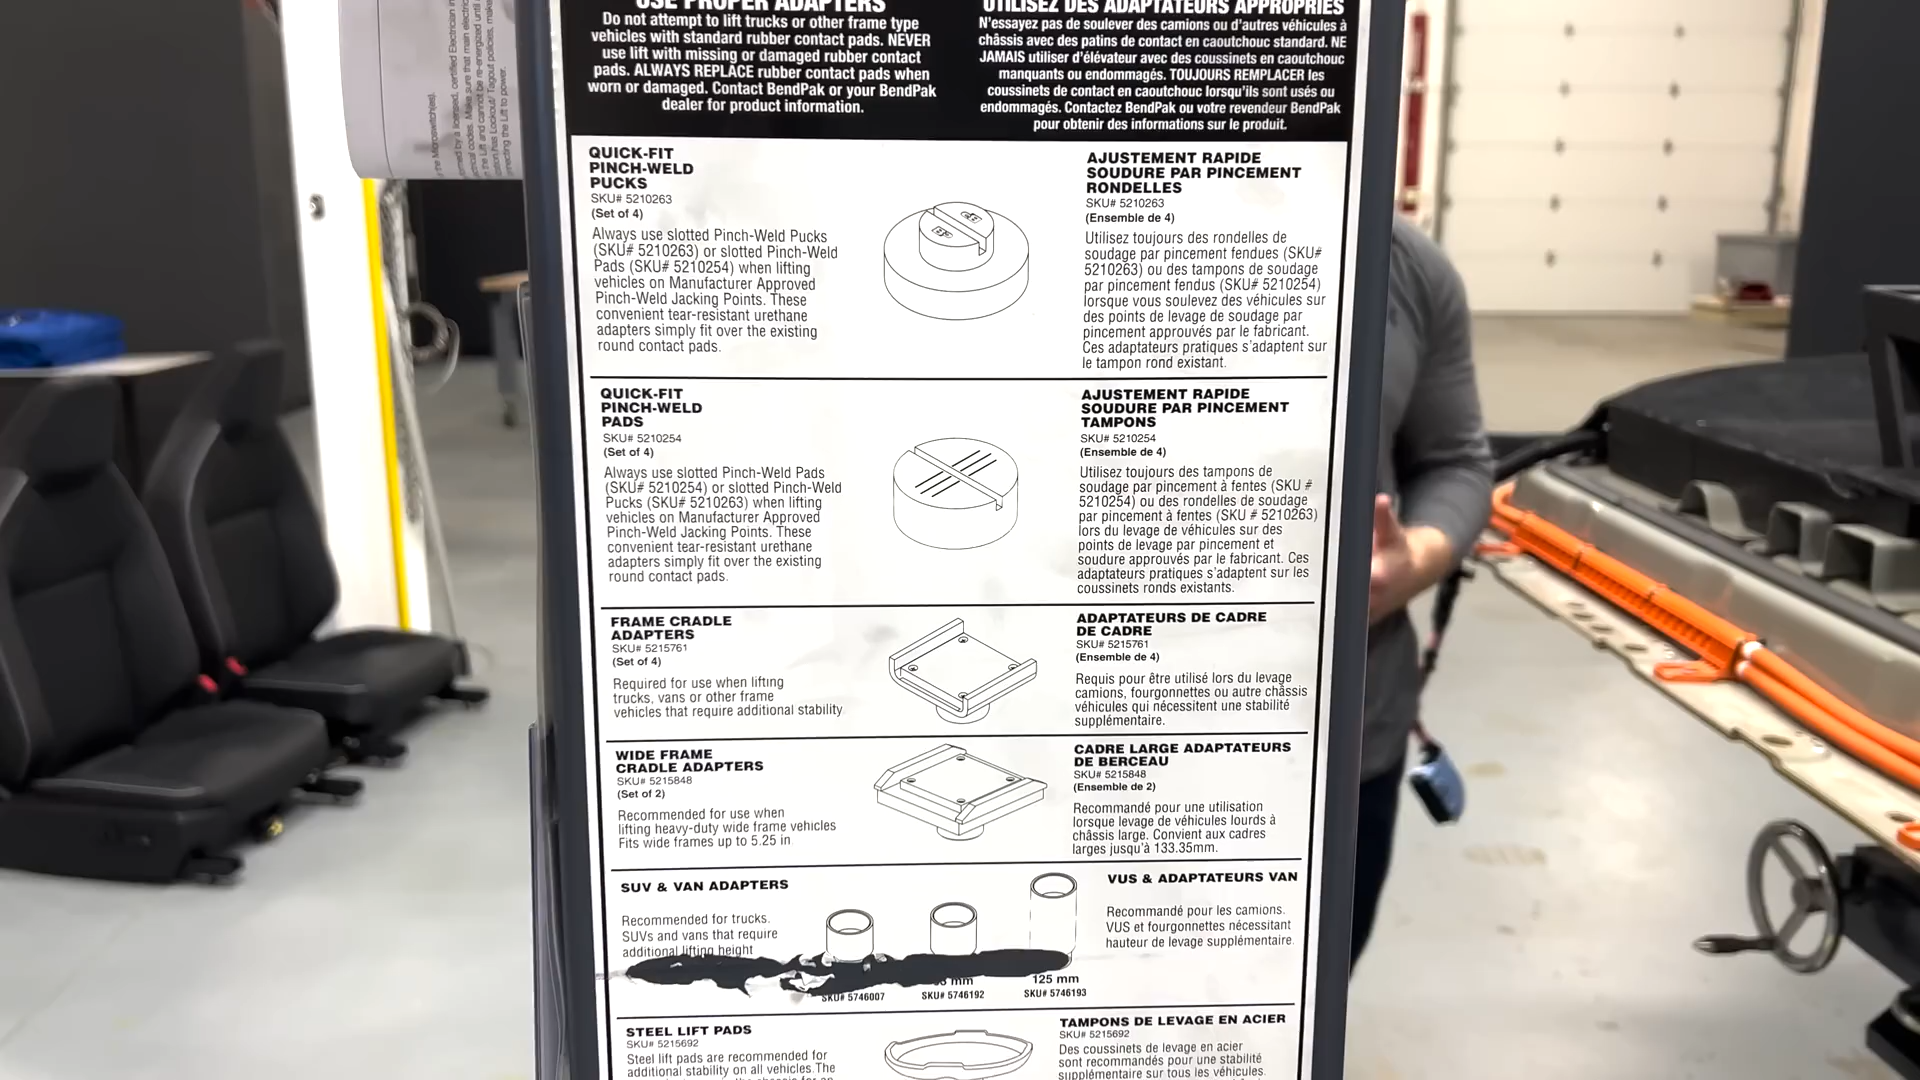 USE PROPER ADAPTERS
Do not attempt to lift trucks or other frame type
vehicles with standard rubber contact pads. NEVER
use lift with missing or damaged rubber contact
pads. ALWAYS REPLACE rubber contact pads when
worn or damaged. Contact BendPak or your BendPak
dealer for product information.
UTILISEZ DES ADAPTATEURS APPROPRIÉS
N'essayez pas de soulever des camions ou d'autres véhicules à
châssis avec des patins de contact en caoutchouc standard. NE
JAMAIS utiliser d'élévateur avec des coussinets en caoutchouc
manquants ou endommagés. TOUJOURS REMPLACER les
coussinets de contact en caoutchouc lorsqu'ils sont usés ou
endommagés. Contactez BendPak ou votre revendeur BendPak
pour obtenir des informations sur le produit.
QUICK-FIT
PINCH-WELD
PUCKS
SKU# 5210263
(Set of 4)
Always use slotted Pinch-Weld Pucks
(SKU# 5210263) or slotted Pinch-Weld
Pads (SKU# 5210254) when lifting
vehicles on Manufacturer Approved
Pinch-Weld Jacking Points. These
convenient tear-resistant urethane
adapters simply fit over the existing
round contact pads.
AJUSTEMENT RAPIDE
SOUDURE PAR PINCEMENT
RONDELLES
SKU# 5210263
(Ensemble de 4)
Utilisez toujours des rondelles de
soudage par pincement fendues (SKU#
5210263) ou des tampons de soudage
par pincement fendus (SKU# 5210254)
lorsque vous soulevez des véhicules sur
des points de levage de soudage par
pincement approuvés par le fabricant.
Ces adaptateurs pratiques s'adaptent sur
le tampon rond existant.
QUICK-FIT
PINCH-WELD
PADS
SKU# 5210254
(Set of 4)
Always use slotted Pinch-Weld Pads
(SKU# 5210254) or slotted Pinch-Weld
Pucks (SKU# 5210263) when lifting
vehicles on Manufacturer Approved
Pinch-Weld Jacking Points. These
convenient tear-resistant urethane
adapters simply fit over the existing
round contact pads.
AJUSTEMENT RAPIDE
SOUDURE PAR PINCEMENT
TAMPONS
SKU# 5210254
(Ensemble de 4)
Utilisez toujours des tampons de
soudage par pincement à fentes (SKU #
5210254) ou des rondelles de soudage
par pincement à fentes (SKU # 5210263)
lors du levage de véhicules sur des
points de levage par pincement et
soudure approuvés par le fabricant. Ces
adaptateurs pratiques s'adaptent sur les
coussinets ronds existants.
FRAME CRADLE
ADAPTERS
SKU# 5215761
(Set of 4)
Required for use when lifting
trucks, vans or other frame
vehicles that require additional stability
ADAPTATEURS DE CADRE
DE CADRE
SKU# 5215761
(Ensemble de 4)
Requis pour être utilisé lors du levage
camions, fourgonnettes ou autre châssis
véhicules qui nécessitent une stabilité
supplémentaire.
WIDE FRAME
CRADLE ADAPTERS
SKU# 5215848
(Set of 2)
Recommended for use when
lifting heavy-duty wide frame vehicles
Fits wide frames up to 5.25 in
CADRE LARGE ADAPTATEURS
DE BERCEAU
SKU# 5215848
(Ensemble de 2)
Recommandé pour une utilisation
lorsque levage de véhicules lourds à
châssis large. Convient aux cadres
larges jusqu'à 133.35mm.
SUV & VAN ADAPTERS
Recommended for trucks.
SUVs and vans that require
additional lifting height
mm
125 mm
SKU# 5746007
SKU# 5746192
SKU# 5746193
VUS & ADAPTATEURS VAN
Recommandé pour les camions.
VUS et fourgonnettes nécessitant
hauteur de levage supplémentaire.
STEEL LIFT PADS
SKU# 5215692
Steel lift pads are recommended for
additional stability on all vehicles. The
TAMPONS DE LEVAGE EN ACIER
SKU# 5215692
Des coussinets de levage en acier
sont recommandés pour une stabilité
supplémentaire sur tous les véhicules.